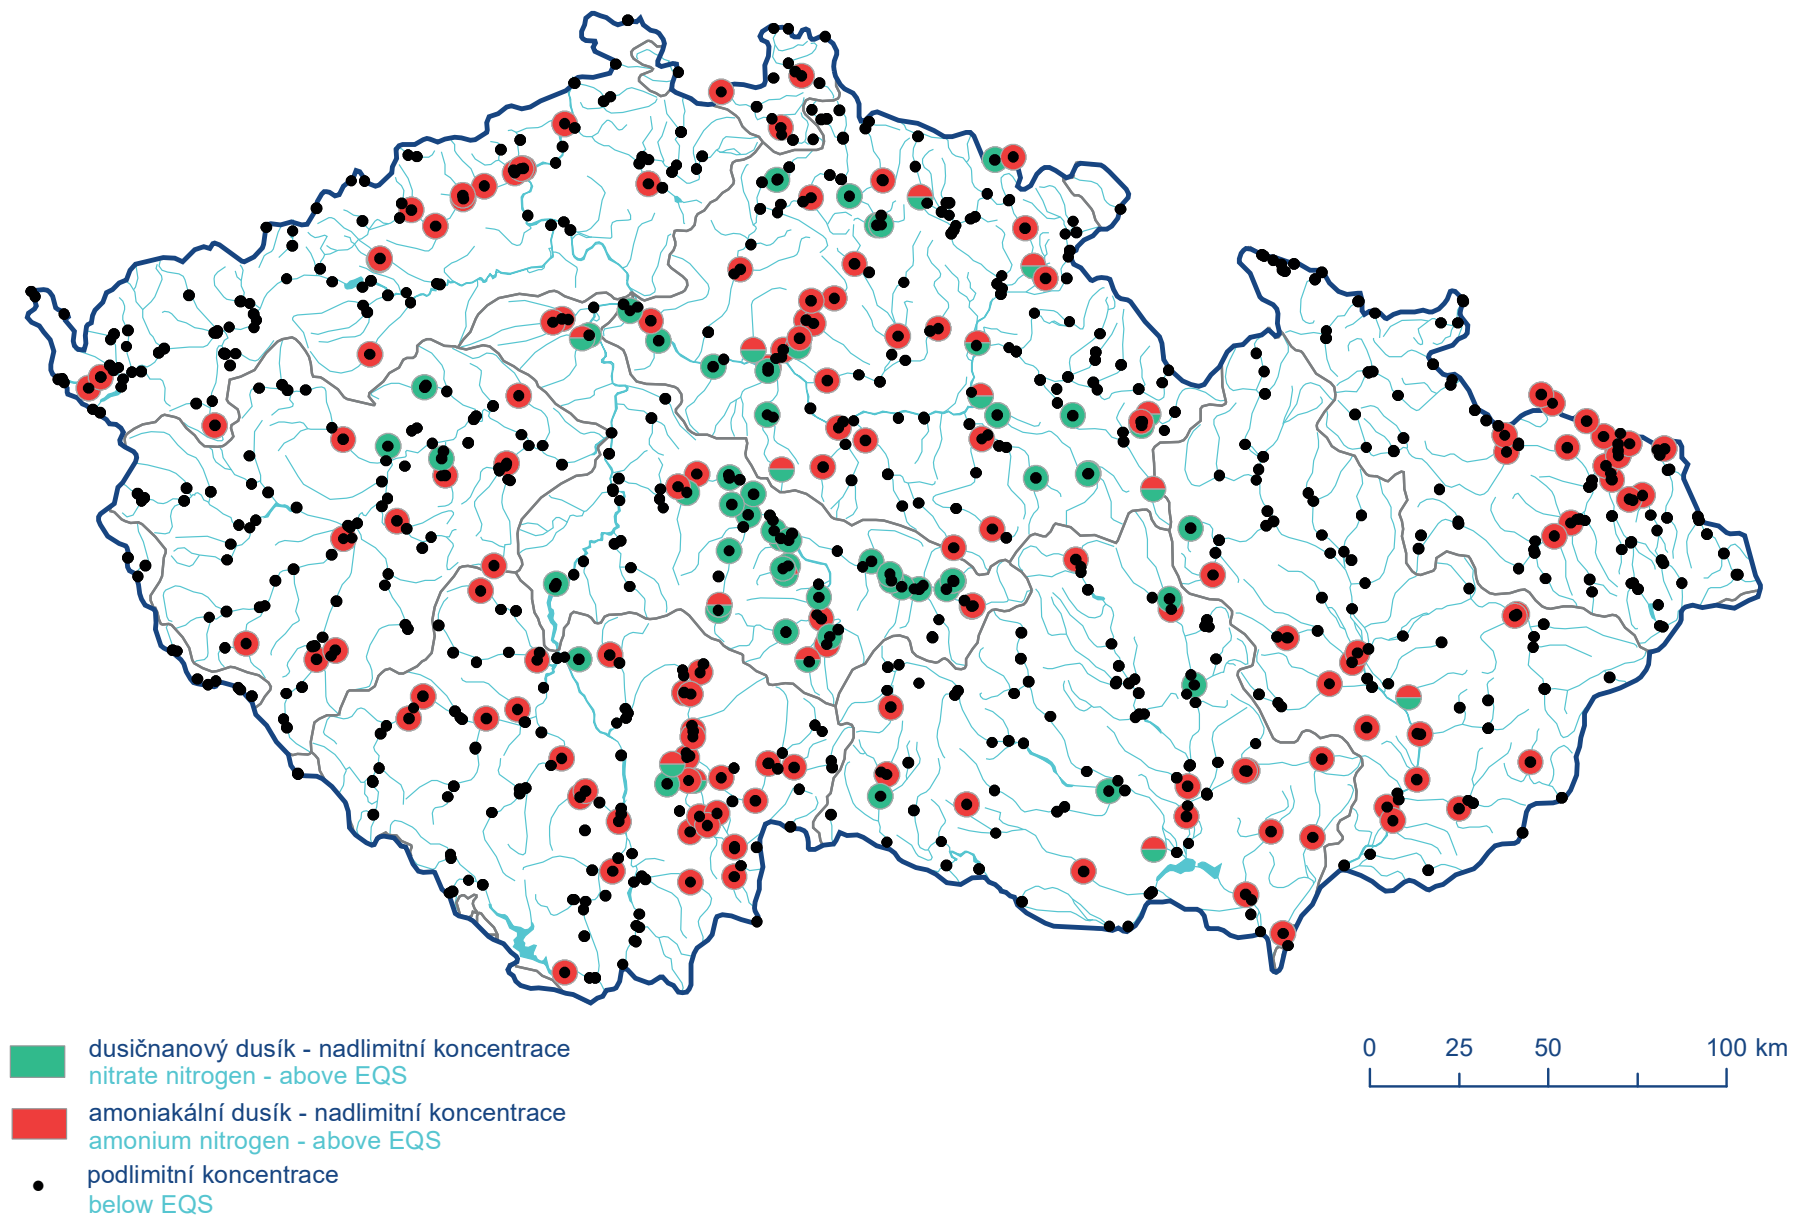 dusičnanový dusík - nadlimitní koncentrace
nitrate nitrogen - above EQS
amoniakální dusík - nadlimitní koncentrace
amonium nitrogen - above EQS
podlimitní koncentrace
below EQS
0 25 50 100 km